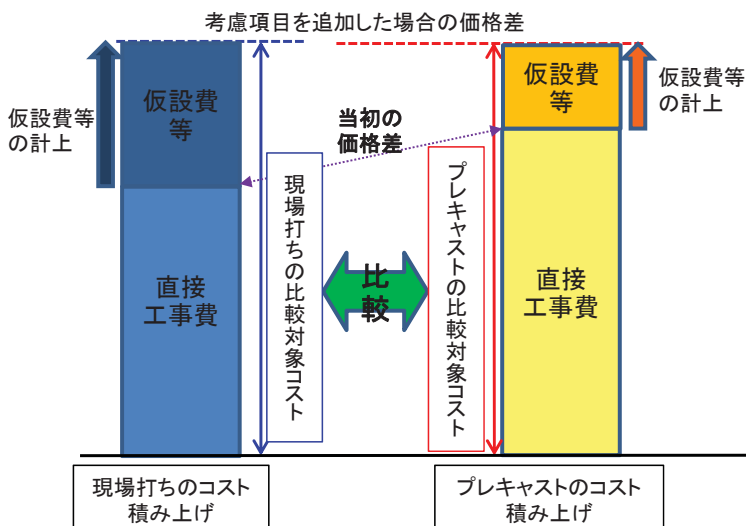 考慮項目を追加した場合の価格差
仮設費等
の計上
仮設費
等
直接
工事費
当初の
価格差
現場打ちの比較対象コスト
比
較
プレキャストの比較対象コスト
仮設費
等
直接
工事費
仮設費等
の計上
現場打ちのコスト
積み上げ
プレキャストのコスト
積み上げ